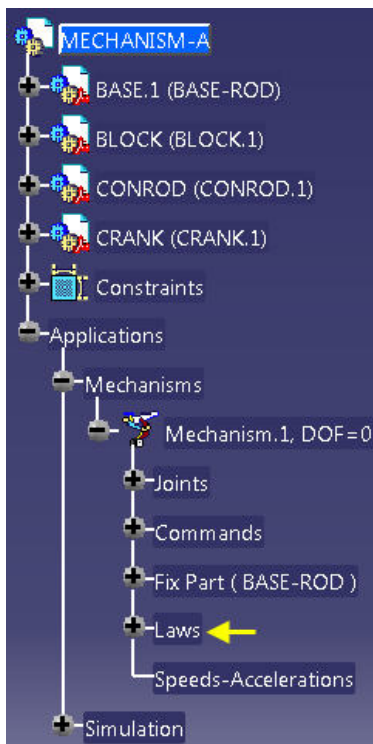 MECHANISM-A
BASE.1 (BASE-ROD)
BLOCK (BLOCK.1)
CONROD (CONROD.1)
CRANK (CRANK.1)
Constraints
Applications
Mechanisms
Mechanism.1, DOF=0
Joints
Commands
Fix Part ( BASE-ROD )
Laws
Speeds-Accelerations
Simulation